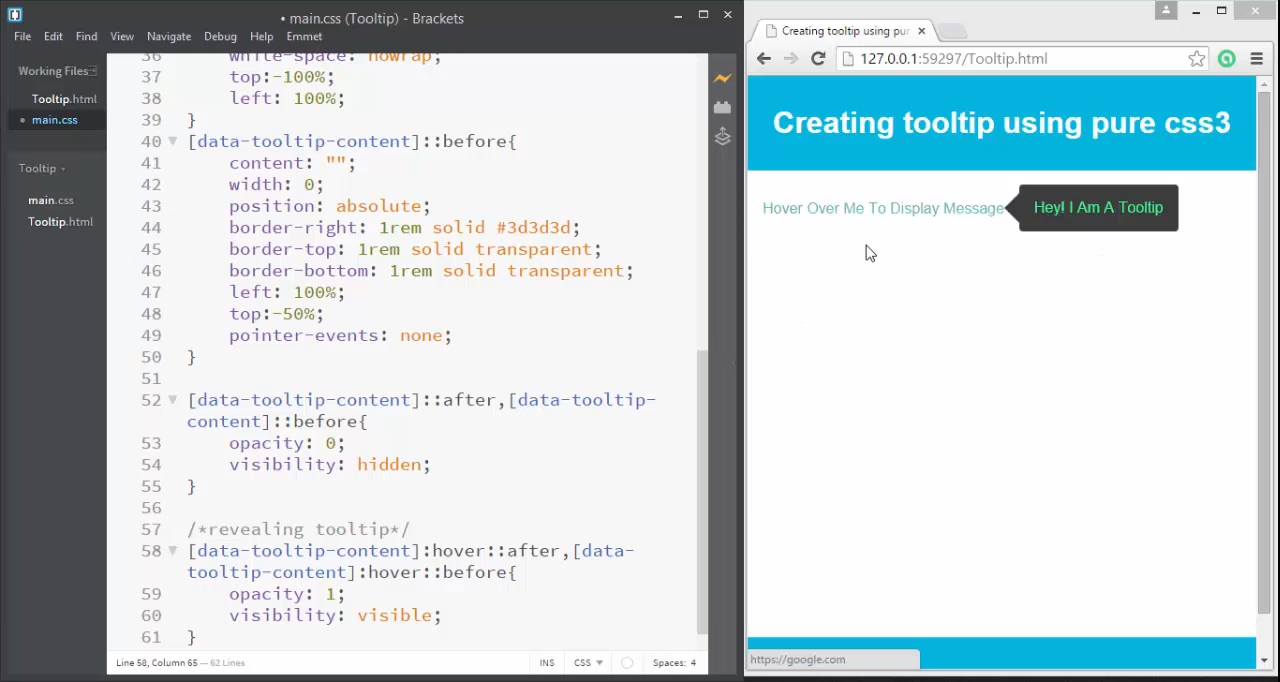 • main.css (Tooltip) - Brackets
File Edit Find View Navigate Debug Help Emmet
Working Files
Tooltip.html
• main.css
Tooltip
main.css
Tooltip.html
36 white-space: nowrap;
37 top:-100%;
38 left: 100%;
39 }
40 [data-tooltip-content]::before{
41 content: "";
42 width: 0;
43 position: absolute;
44 border-right: 1rem solid #3d3d3d;
45 border-top: 1rem solid transparent;
46 border-bottom: 1rem solid transparent;
47 left: 100%;
48 top:-50%;
49 pointer-events: none;
50 }
51
52 [data-tooltip-content]::after,[data-tooltip-
content]::before{
53 opacity: 0;
54 visibility: hidden;
55 }
56
57 /*revealing tooltip*/
58 [data-tooltip-content]:hover::after,[data-
tooltip-content]:hover::before{
59 opacity: 1;
60 visibility: visible;
61 }
Line 58, Column 65 — 62 Lines
INS CSS Spaces: 4
Creating tooltip using pur
127.0.0.1:59297/Tooltip.html
Creating tooltip using pure css3
Hover Over Me To Display Message
Hey! I Am A Tooltip
https://google.com